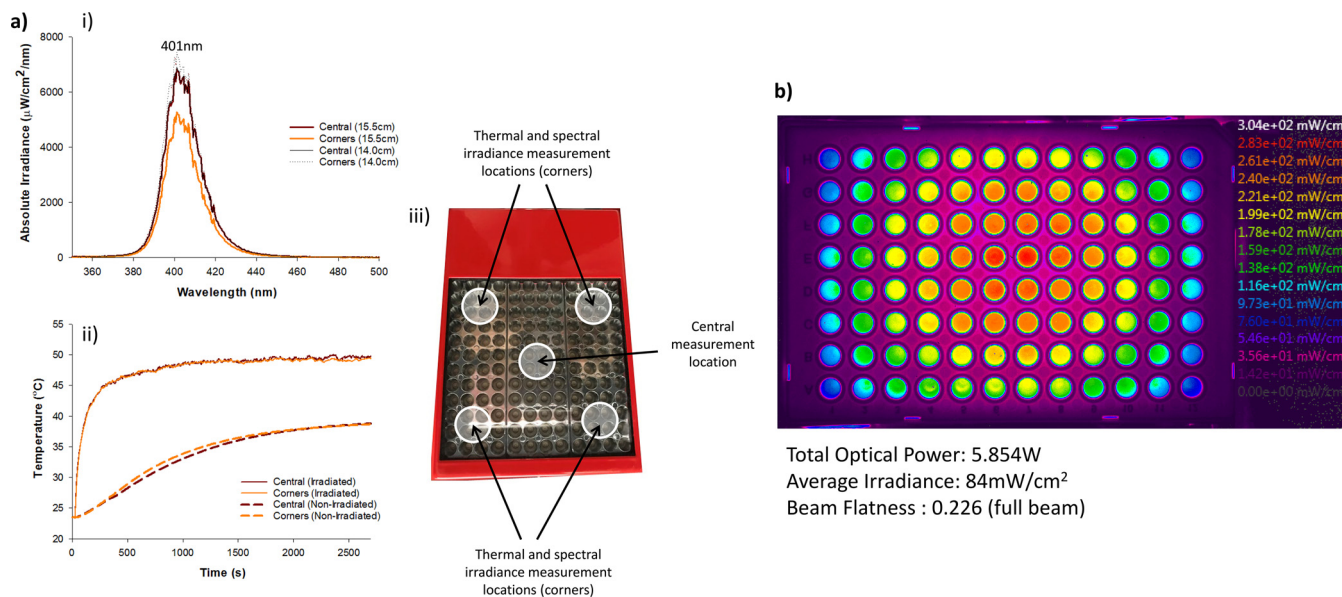 a)
i)
401nm
8000
6000
4000
2000
0
Absolute Irradiance (µW/cm²/nm)
Central (15.5cm)
Corners (15.5cm)
Central (14.0cm)
Corners (14.0cm)
360
380
400
420
440
460
480
500
Wavelength (nm)
ii)
55
50
45
40
35
30
25
20
Temperature (°C)
Central (Irradiated)
Corners (Irradiated)
Central (Non-Irradiated)
Corners (Non-Irradiated)
0
500
1000
1500
2000
2500
Time (s)
iii)
Thermal and spectral
irradiance measurement
locations (corners)
Central
measurement
location
Thermal and spectral
irradiance measurement
locations (corners)
b)
3.04e+02 mW/cm
2.83e+02 mW/cm
2.61e+02 mW/cm
2.40e+02 mW/cm
2.21e+02 mW/cm
1.99e+02 mW/cm
1.78e+02 mW/cm
1.59e+02 mW/cm
1.38e+02 mW/cm
1.16e+02 mW/cm
9.73e+01 mW/cm
7.60e+01 mW/cm
5.46e+01 mW/cm
3.56e+01 mW/cm
1.42e+01 mW/cm
0.00e+00 mW/cm
Total Optical Power: 5.854W
Average Irradiance: 84mW/cm²
Beam Flatness : 0.226 (full beam)